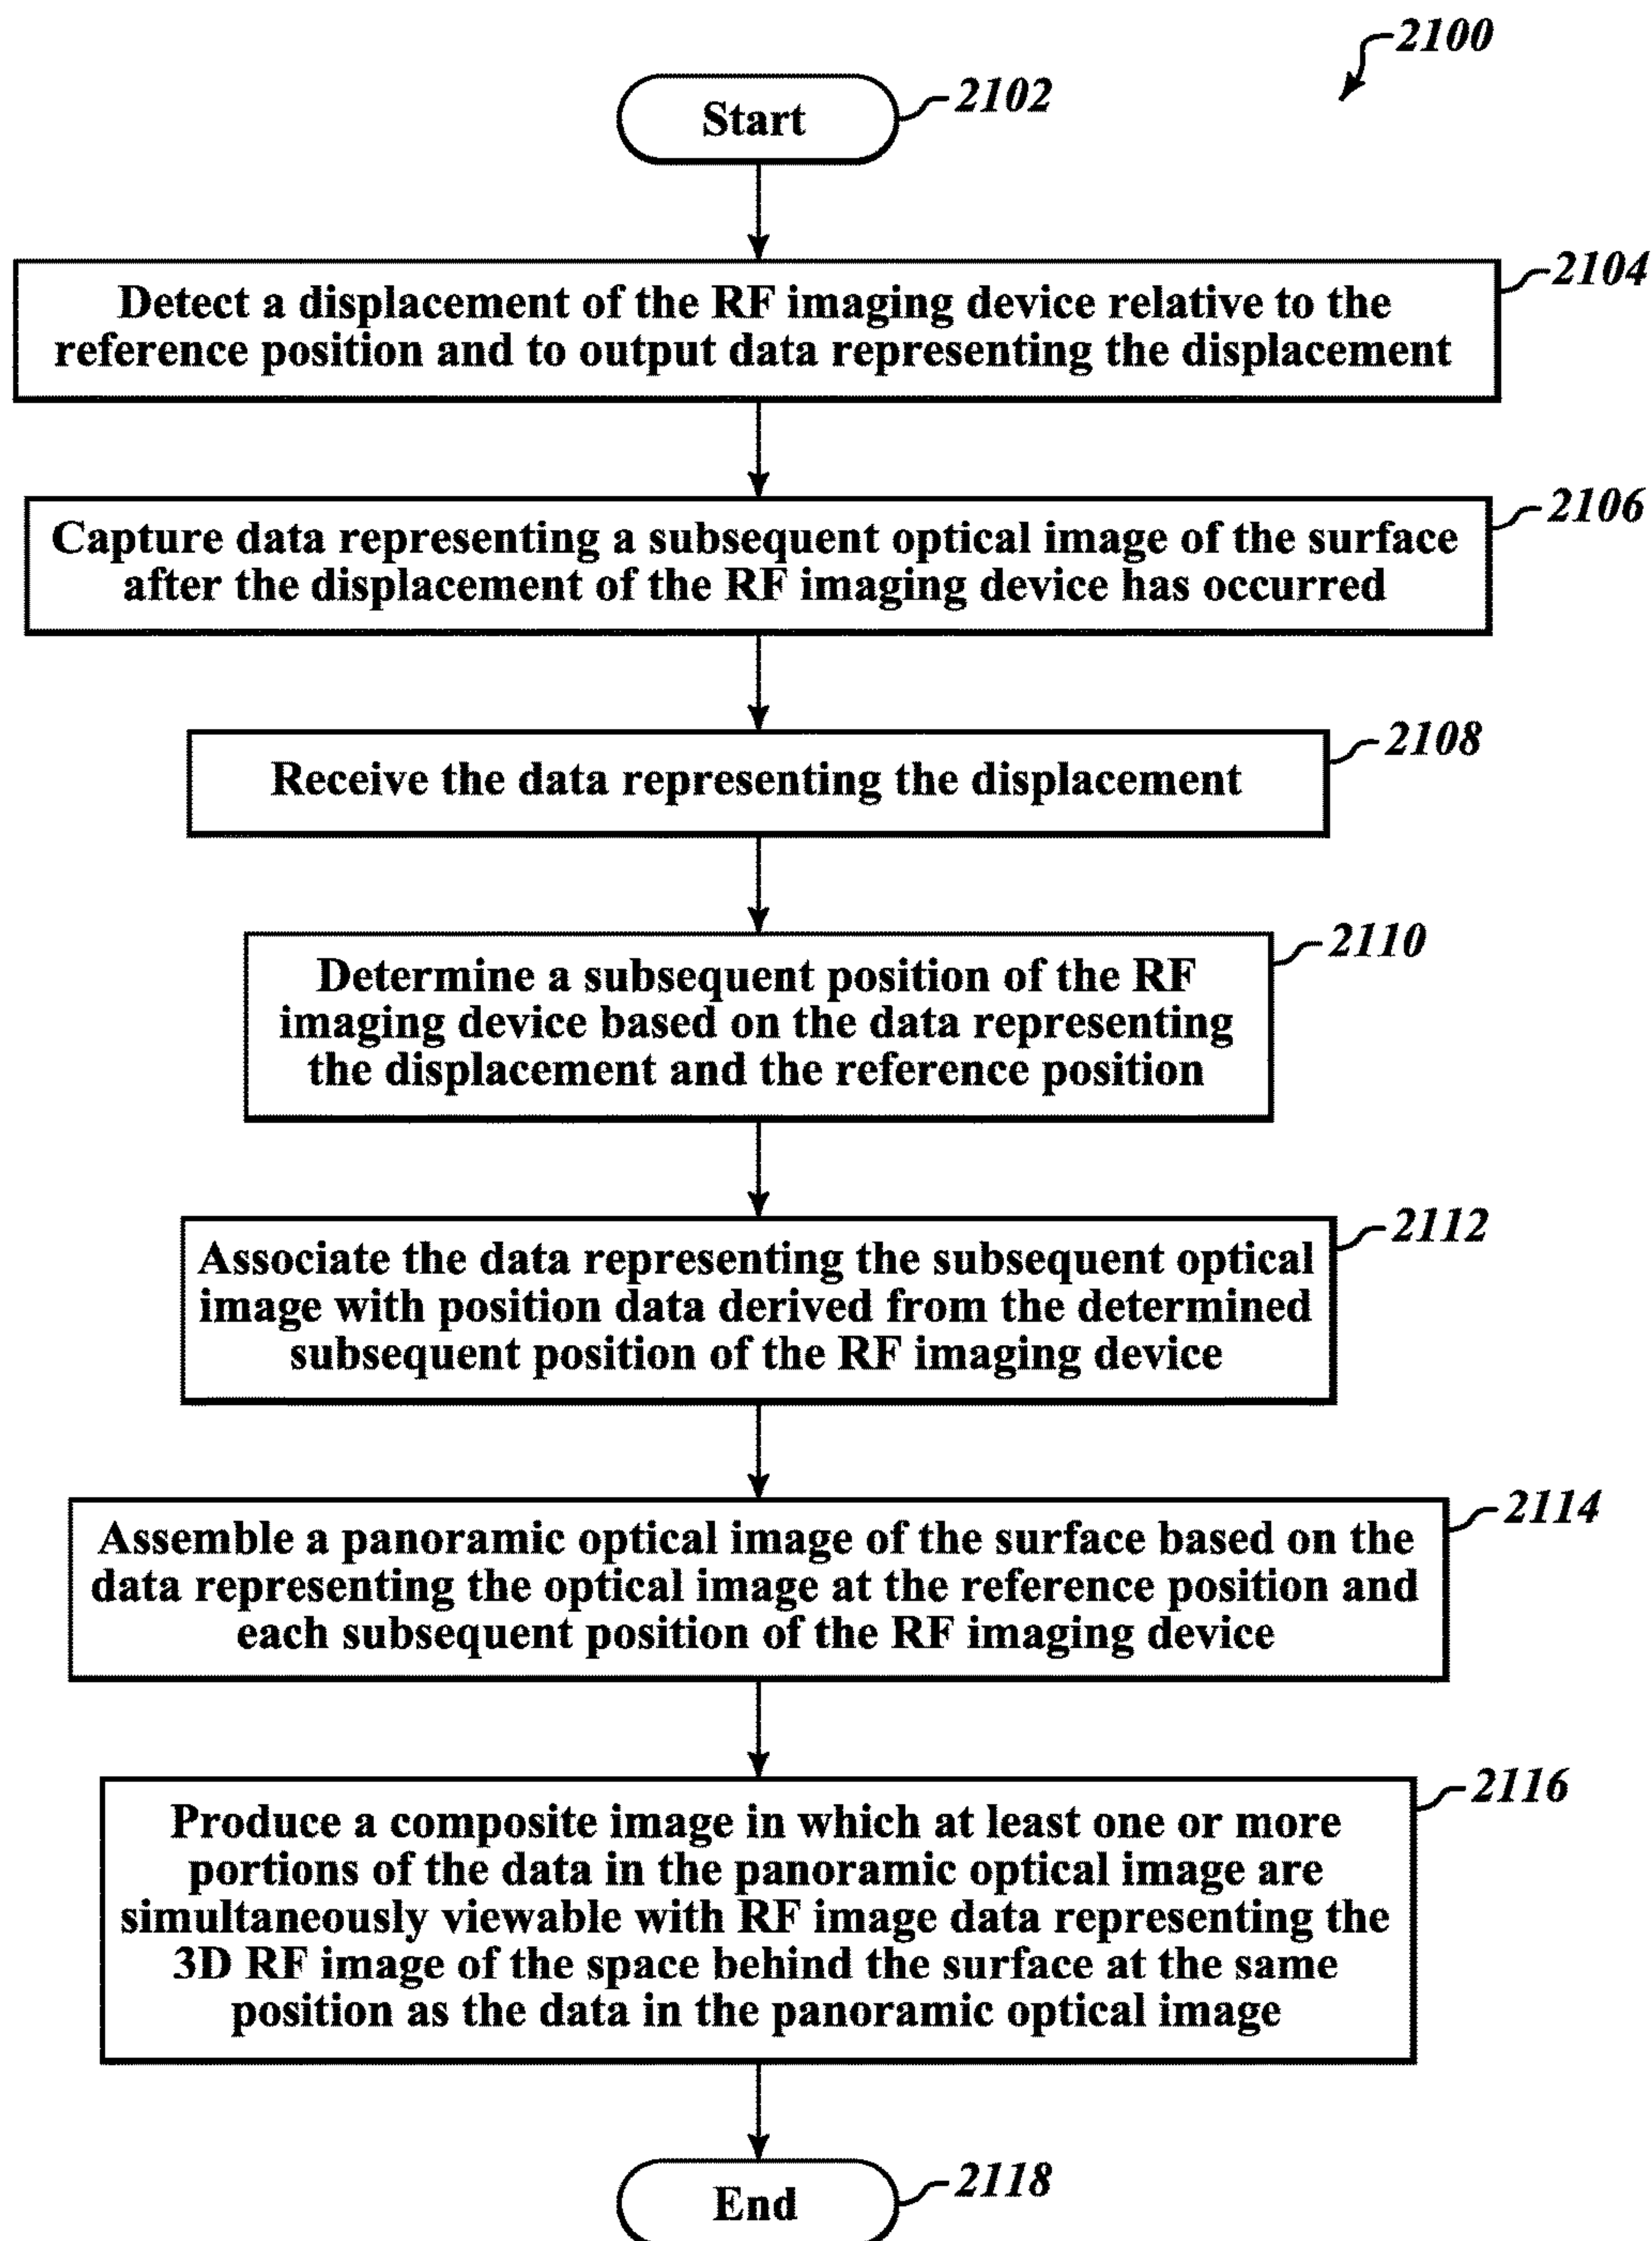 2100
Start
2102
2104
Detect a displacement of the RF imaging device relative to the
reference position and to output data representing the displacement
2106
Capture data representing a subsequent optical image of the surface
after the displacement of the RF imaging device has occurred
2108
Receive the data representing the displacement
2110
Determine a subsequent position of the RF
imaging device based on the data representing
the displacement and the reference position
2112
Associate the data representing the subsequent optical
image with position data derived from the determined
subsequent position of the RF imaging device
2114
Assemble a panoramic optical image of the surface based on the
data representing the optical image at the reference position and
each subsequent position of the RF imaging device
2116
Produce a composite image in which at least one or more
portions of the data in the panoramic optical image are
simultaneously viewable with RF image data representing the
3D RF image of the space behind the surface at the same
position as the data in the panoramic optical image
End
2118